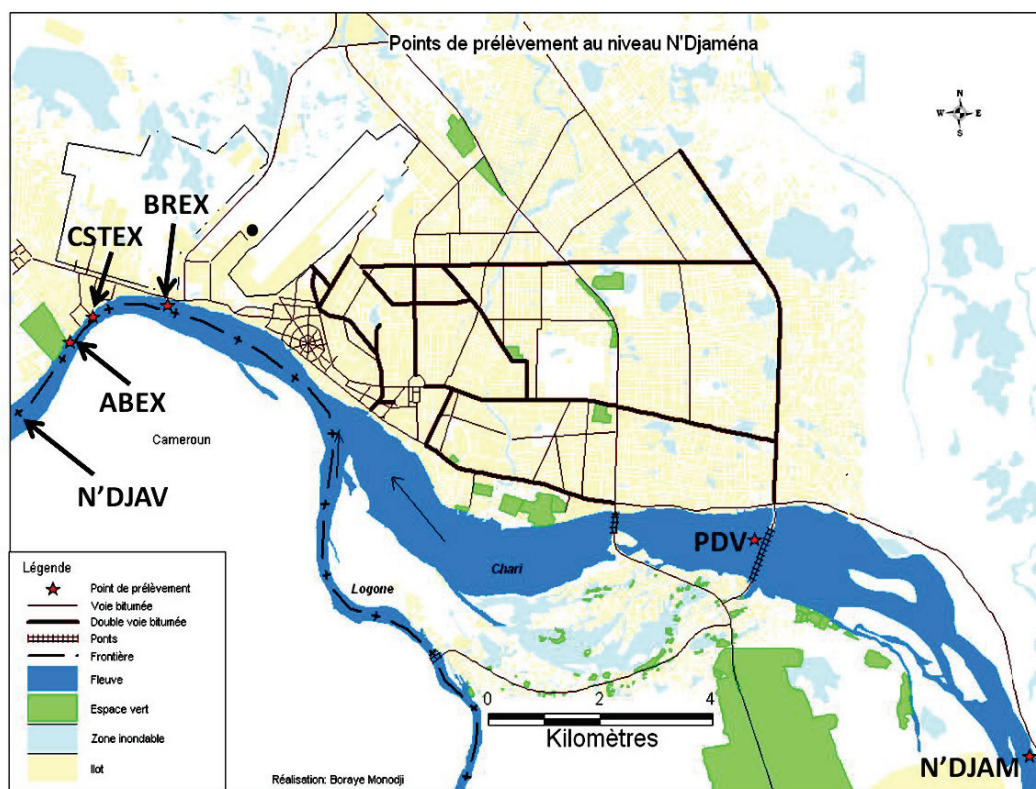 Points de prélèvement au niveau N'Djaména
N
W E
S
BREX
CSTEX
ABEX
Cameroun
N'DJAV
PDV
Chari
Logone
Légende
Point de prélèvement
Voie bitumée
Double voie bitumée
Ponts
Frontière
Fleuve
Espace vert
Zone inondable
Ilot
0 2 4
Kilomètres
N'DJAM
Réalisation: Boraye Monodji